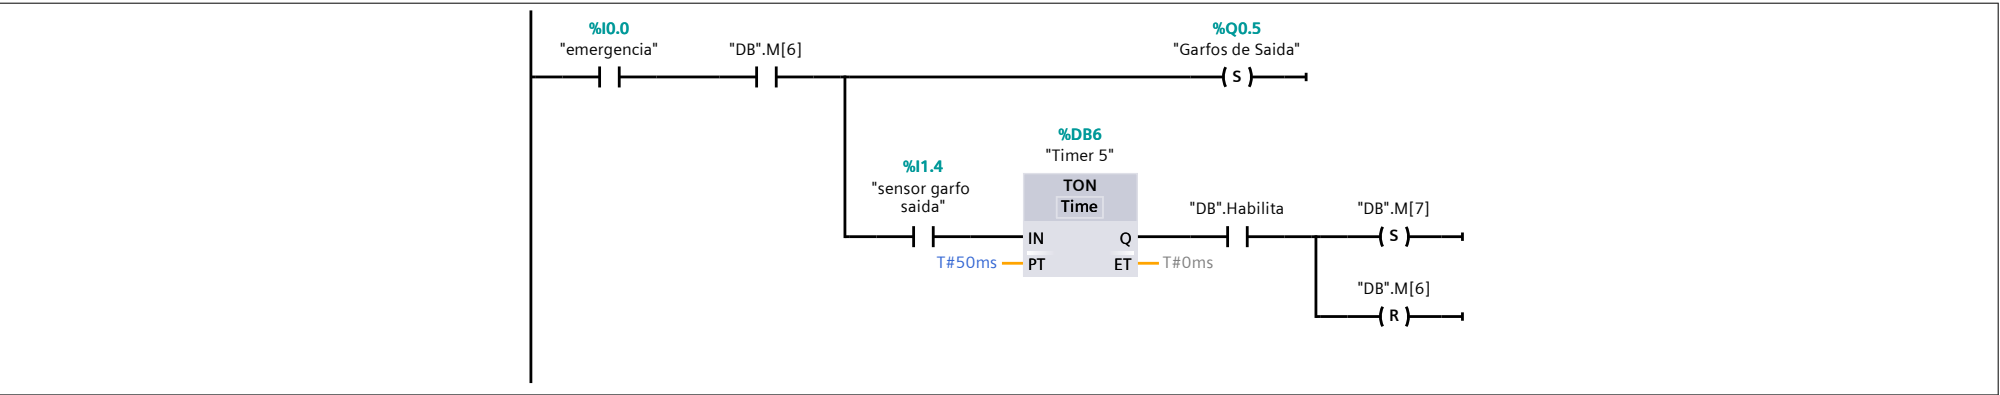 %I0.0
"emergencia"
"DB".M[6]
%Q0.5
"Garfos de Saida"
S
%DB6
"Timer 5"
%I1.4
"sensor garfo
saida"
TON
Time
IN
Q
T#50ms
PT
ET
T#0ms
"DB".Habilita
"DB".M[7]
S
"DB".M[6]
R